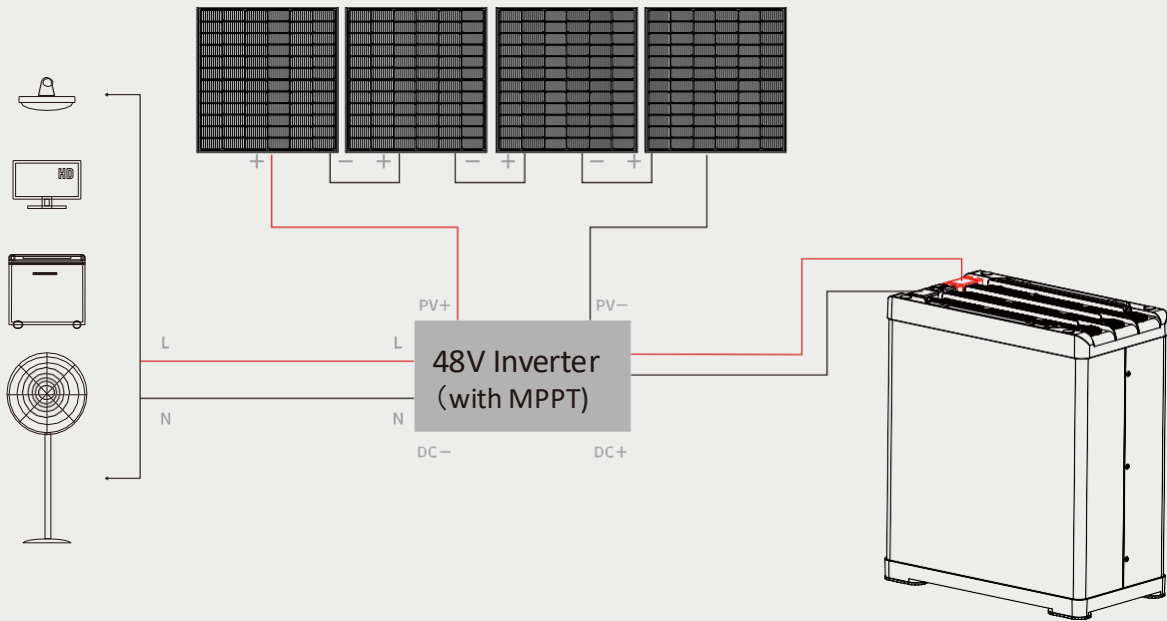 HD
+ − + − + − +
PV+
PV−
L
L
48V Inverter
（with MPPT)
N
N
DC−
DC+